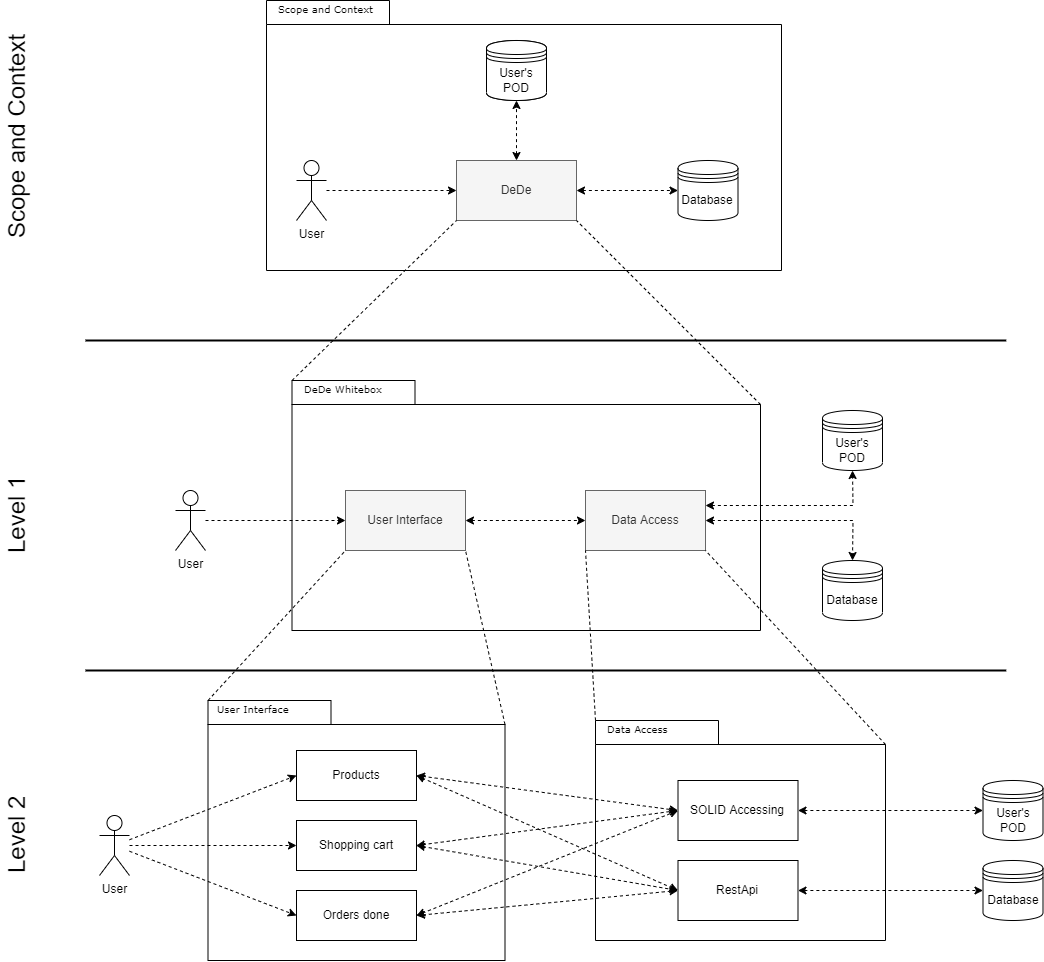 Scope and Context
Scope and Context
User's
POD
DeDe
Database
User
Level 1
DeDe Whitebox
User's
POD
User Interface
Data Access
User
Database
Level 2
User Interface
Data Access
Products
SOLID Accessing
User's
POD
Shopping cart
User
RestApi
Database
Orders done